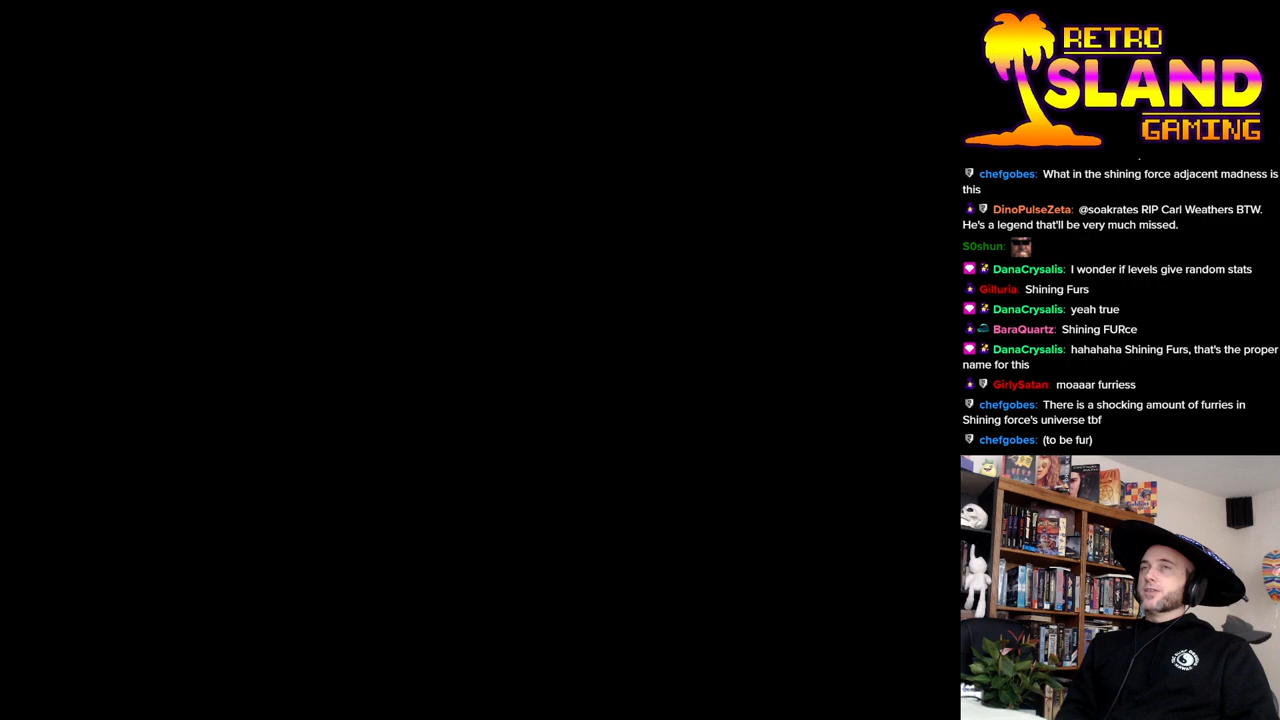 RETRO
ISLAND
GAMING
chefgobes: What in the shining force adjacent madness is
this
DinoPulseZeta: @soakrates RIP Carl Weathers BTW.
He's a legend that'll be very much missed.
S0shun:
DanaCrysalis: I wonder if levels give random stats
Gilturia: Shining Furs
DanaCrysalis: yeah true
BaraQuartz: Shining FURce
DanaCrysalis: hahahaha Shining Furs, that's the proper
name for this
GirlySatan: moaaar furriess
chefgobes: There is a shocking amount of furries in
Shining force's universe tbf
chefgobes: (to be fur)